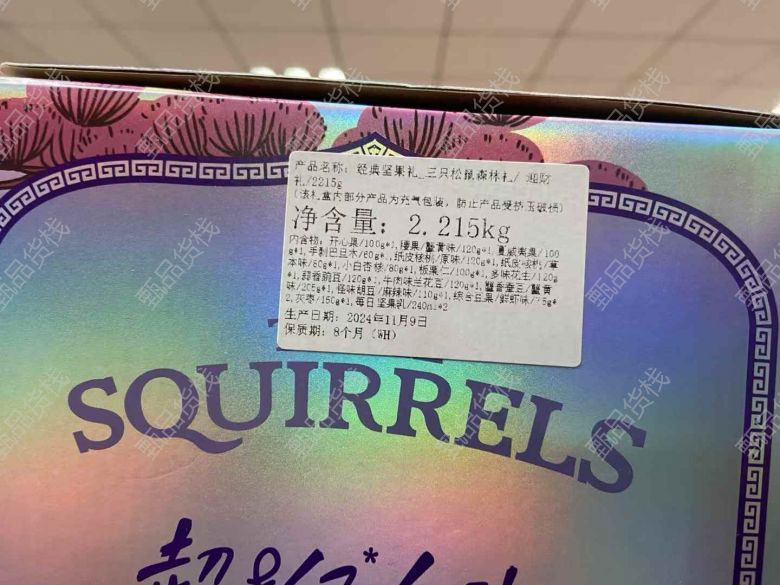 产品名称：经典坚果礼_三只松鼠森林礼/ 迎财
礼/2215g
(该礼盒内部分产品为充气包装，防止产品受挤压破损)
净含量：2.215kg
内含物：开心果/100g*1,腰果/蟹黄味/120g*1,夏威夷果/100
g*1,手剥巴旦木/60g*1,纸皮核桃/原味/120g*1,纸皮核桃/草
本味/80g*1,小白杏核/80g*1,板栗仁/100g*1,多味花生/120g
*1,蒜香豌豆/120g*1,牛肉味兰花豆/120g*1,蟹香蚕豆/蟹黄
味/205g*1,怪味胡豆/麻辣味/110g*1,综合豆果/鲜虾味/75g*
2,灰枣/150g*1,每日坚果乳/240ml*2
生产日期：2024年11月9日
保质期：8个月 (WH)
SQUIRRELS
甄品货栈